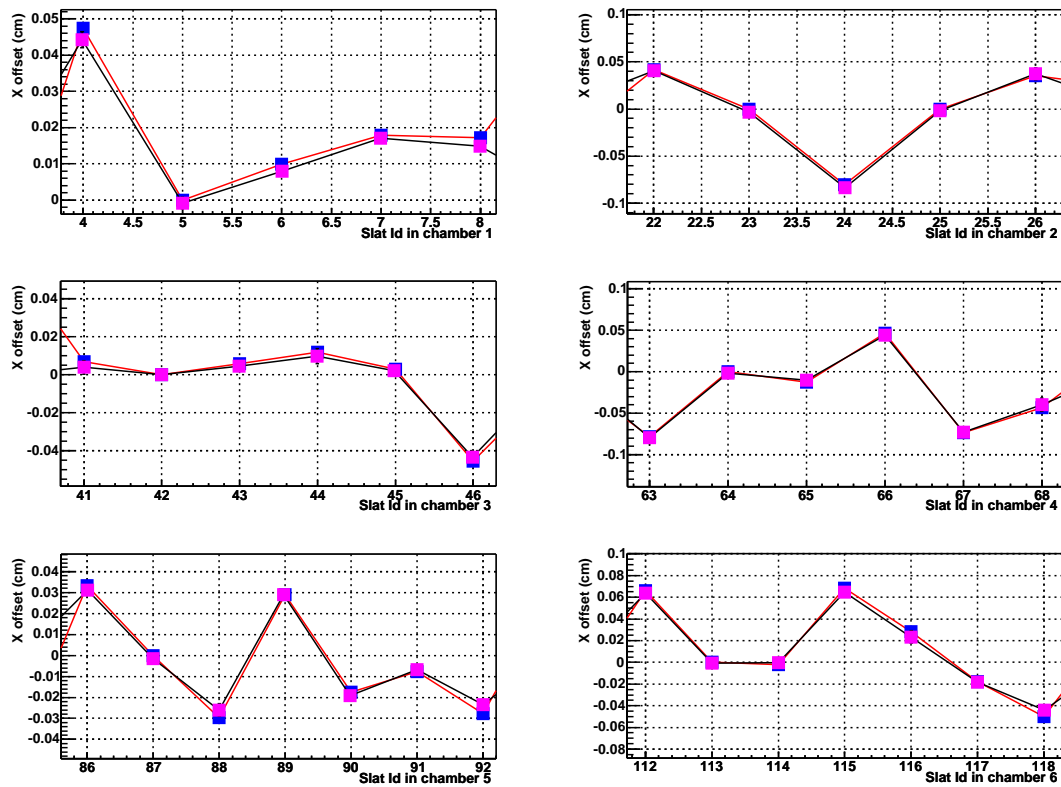 0.05
0.04
0.03
0.02
0.01
0
X offset (cm)
4 4.5 5 5.5 6 6.5 7 7.5 8
Slat Id in chamber 1
0.1
0.05
0
-0.05
-0.1
X offset (cm)
22 22.5 23 23.5 24 24.5 25 25.5 26
Slat Id in chamber 2
0.04
0.02
0
-0.02
-0.04
X offset (cm)
41 42 43 44 45 46
Slat Id in chamber 3
0.1
0.05
0
-0.05
-0.1
X offset (cm)
63 64 65 66 67 68
Slat Id in chamber 4
0.04
0.03
0.02
0.01
0
-0.01
-0.02
-0.03
-0.04
X offset (cm)
86 87 88 89 90 91 92
Slat Id in chamber 5
0.1
0.08
0.06
0.04
0.02
0
-0.02
-0.04
-0.06
-0.08
X offset (cm)
112 113 114 115 116 117 118
Slat Id in chamber 6